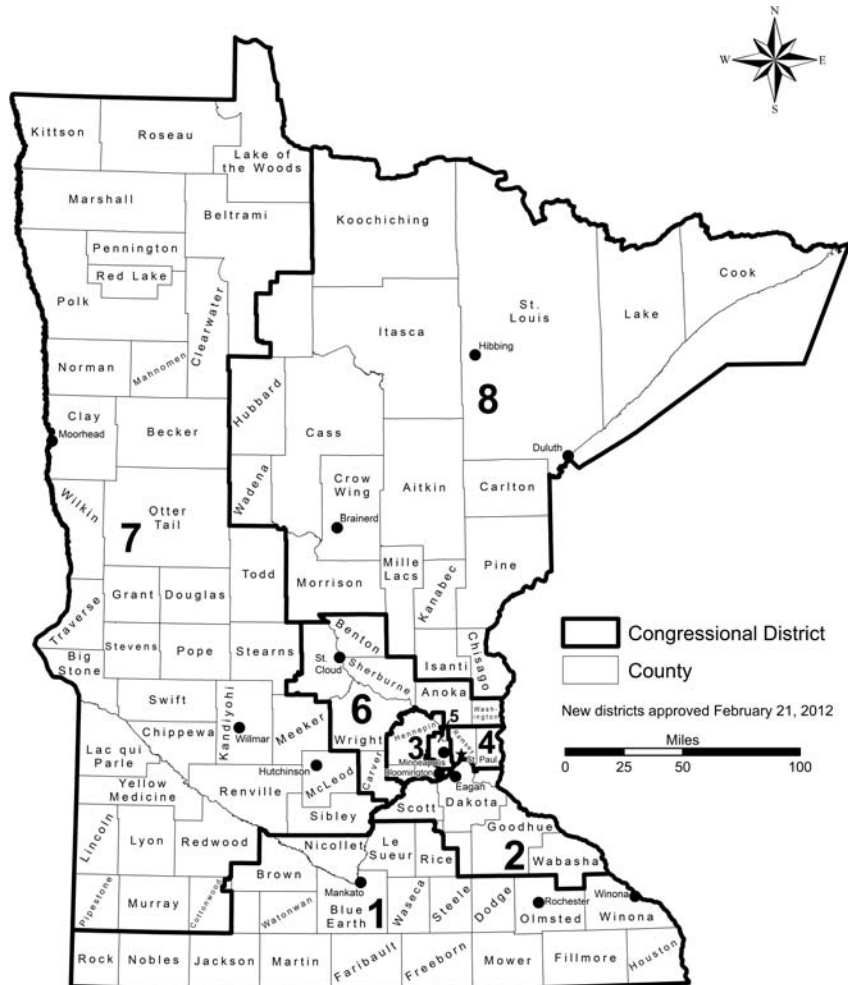 N
W
E
S
Kittson
Roseau
Lake of
the Woods
Marshall
Beltrami
Koochiching
Pennington
Red Lake
Cook
Polk
Clearwater
St.
Louis
Lake
Itasca
Hibbing
Norman
Mahnomen
8
Hubbard
Clay
Moorhead
Becker
Cass
Duluth
Wadena
Crow
Wing
Aitkin
Carlton
Wilkin
Otter
Tail
7
Brainerd
Pine
Todd
Mille
Lacs
Kanabec
Morrison
Grant
Douglas
Traverse
Benton
Chisago
Congressional District
Stevens
Pope
Stearns
St.
Cloud
Sherburne
Isanti
Big
Stone
County
Swift
Kandiyohi
Anoka
Wash-
ington
New districts approved February 21, 2012
6
5
Chippewa
Willmar
Meeker
Wright
Hennepin
3
Ramsey
4
Miles
Lac qui
Parle
Minneapolis
St.
Paul
0
25
50
100
Hutchinson
McLeod
Carver
Bloomington
Eagan
Yellow
Medicine
Renville
Dakota
Sibley
Scott
Lincoln
Lyon
Redwood
Nicollet
Le
Sueur
Rice
Goodhue
2
Wabasha
Brown
Mankato
Pipestone
Murray
Cottonwood
Watonwan
Blue
Earth
1
Waseca
Steele
Dodge
Rochester
Olmsted
Winona
Winona
Rock
Nobles
Jackson
Martin
Faribault
Freeborn
Mower
Fillmore
Houston